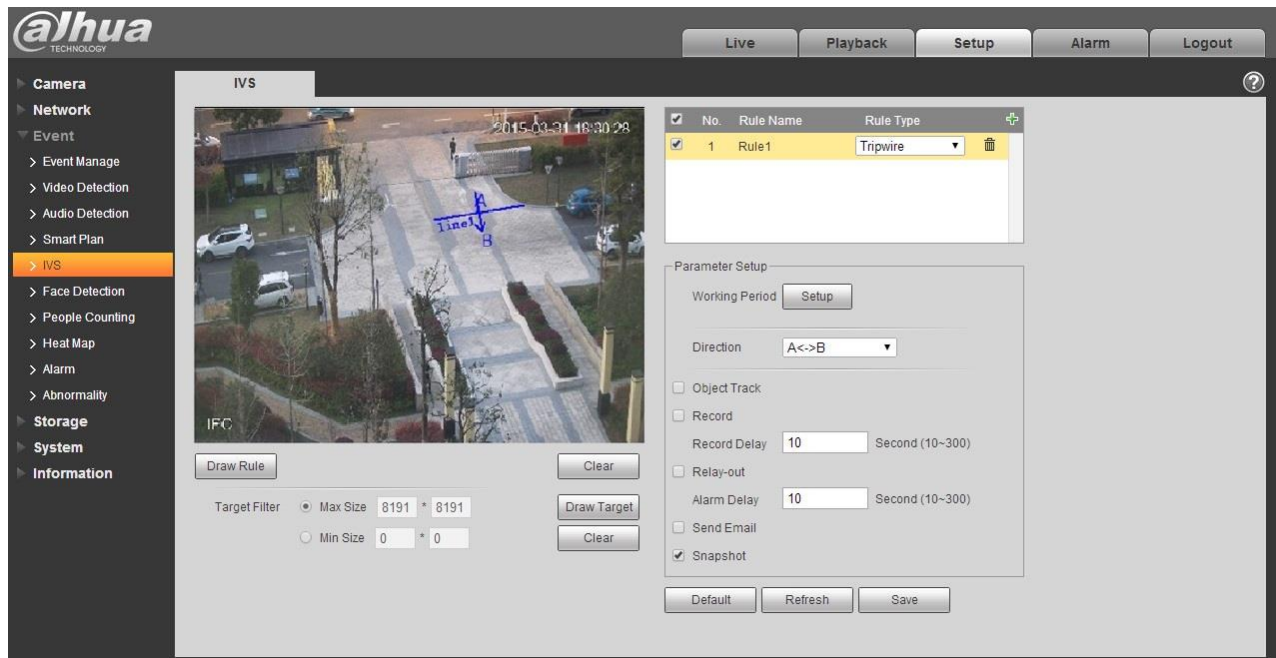 alhua
TECHNOLOGY
Live Playback Setup Alarm Logout
Camera
Network
Event
Event Manage
Video Detection
Audio Detection
Smart Plan
IVS
Face Detection
People Counting
Heat Map
Alarm
Abnormality
Storage
System
Information
IVS
?
2015-03-31 18:30:28
A
line1
B
IPC
Draw Rule Clear
Target Filter Max Size 8191 * 8191 Draw Target
Min Size 0 * 0 Clear
No. Rule Name Rule Type
1 Rule1 Tripwire
Parameter Setup
Working Period Setup
Direction A<->B
Object Track
Record
Record Delay 10 Second (10~300)
Relay-out
Alarm Delay 10 Second (10~300)
Send Email
Snapshot
Default Refresh Save